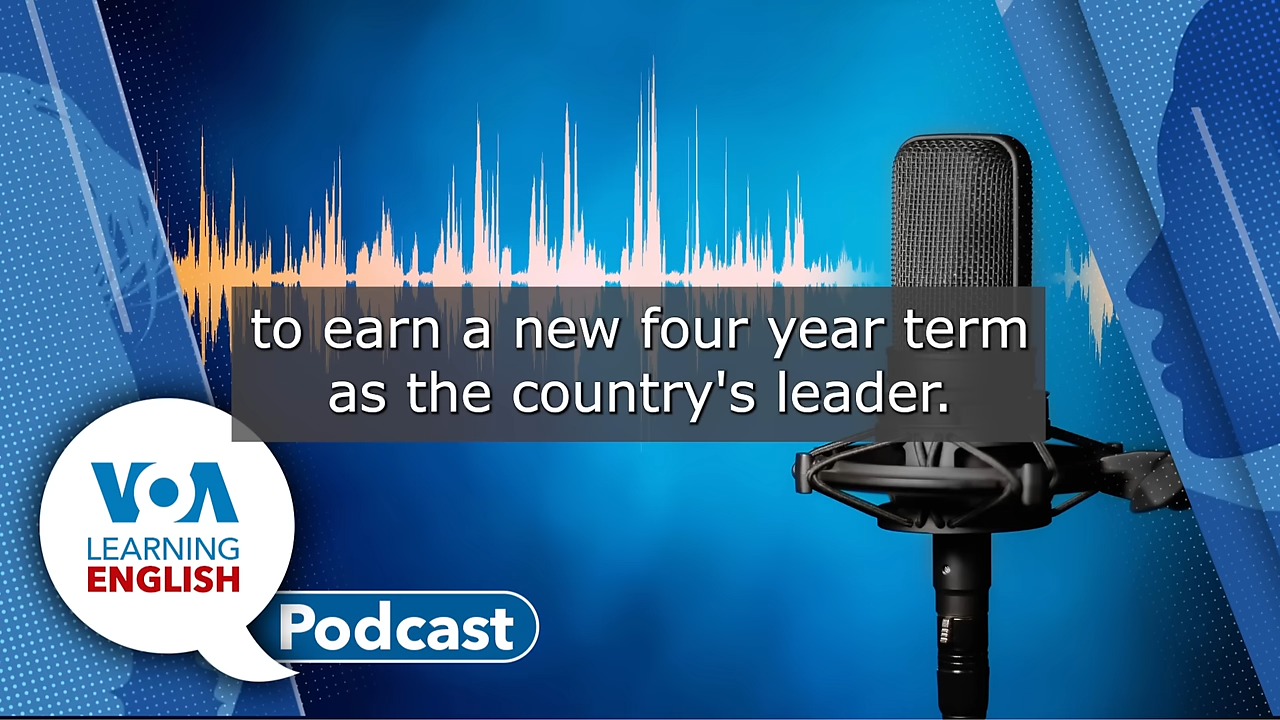 to earn a new four year term
as the country's leader.
VOA
LEARNING
ENGLISH
Podcast